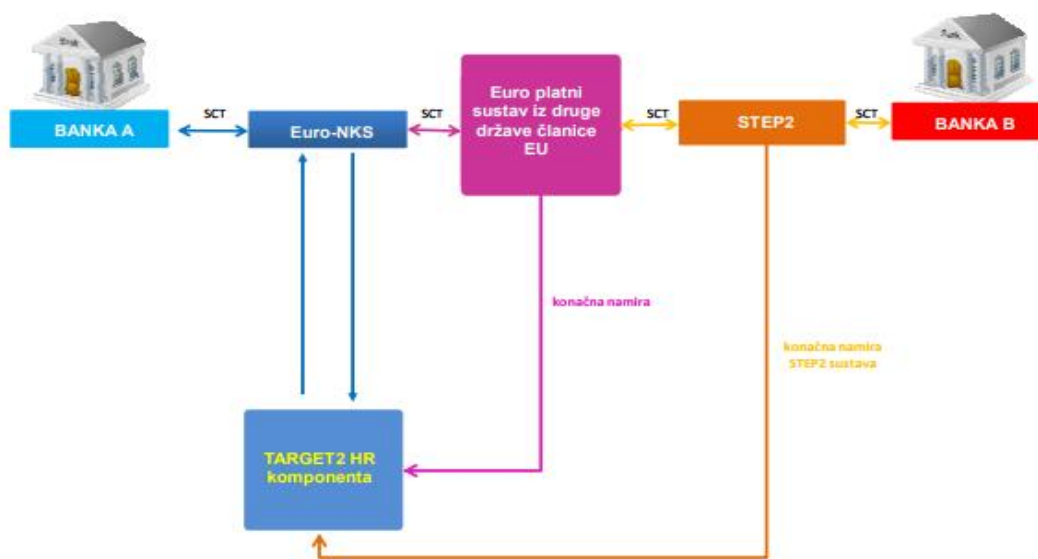 SCT
SCT
SCT
SCT
BANKA A
Euro-NKS
Euro platni
sustav iz druge
države članice
EU
STEP2
BANKA B
konačna namira
konačna namira
STEP2 sustava
TARGET2 HR
komponenta